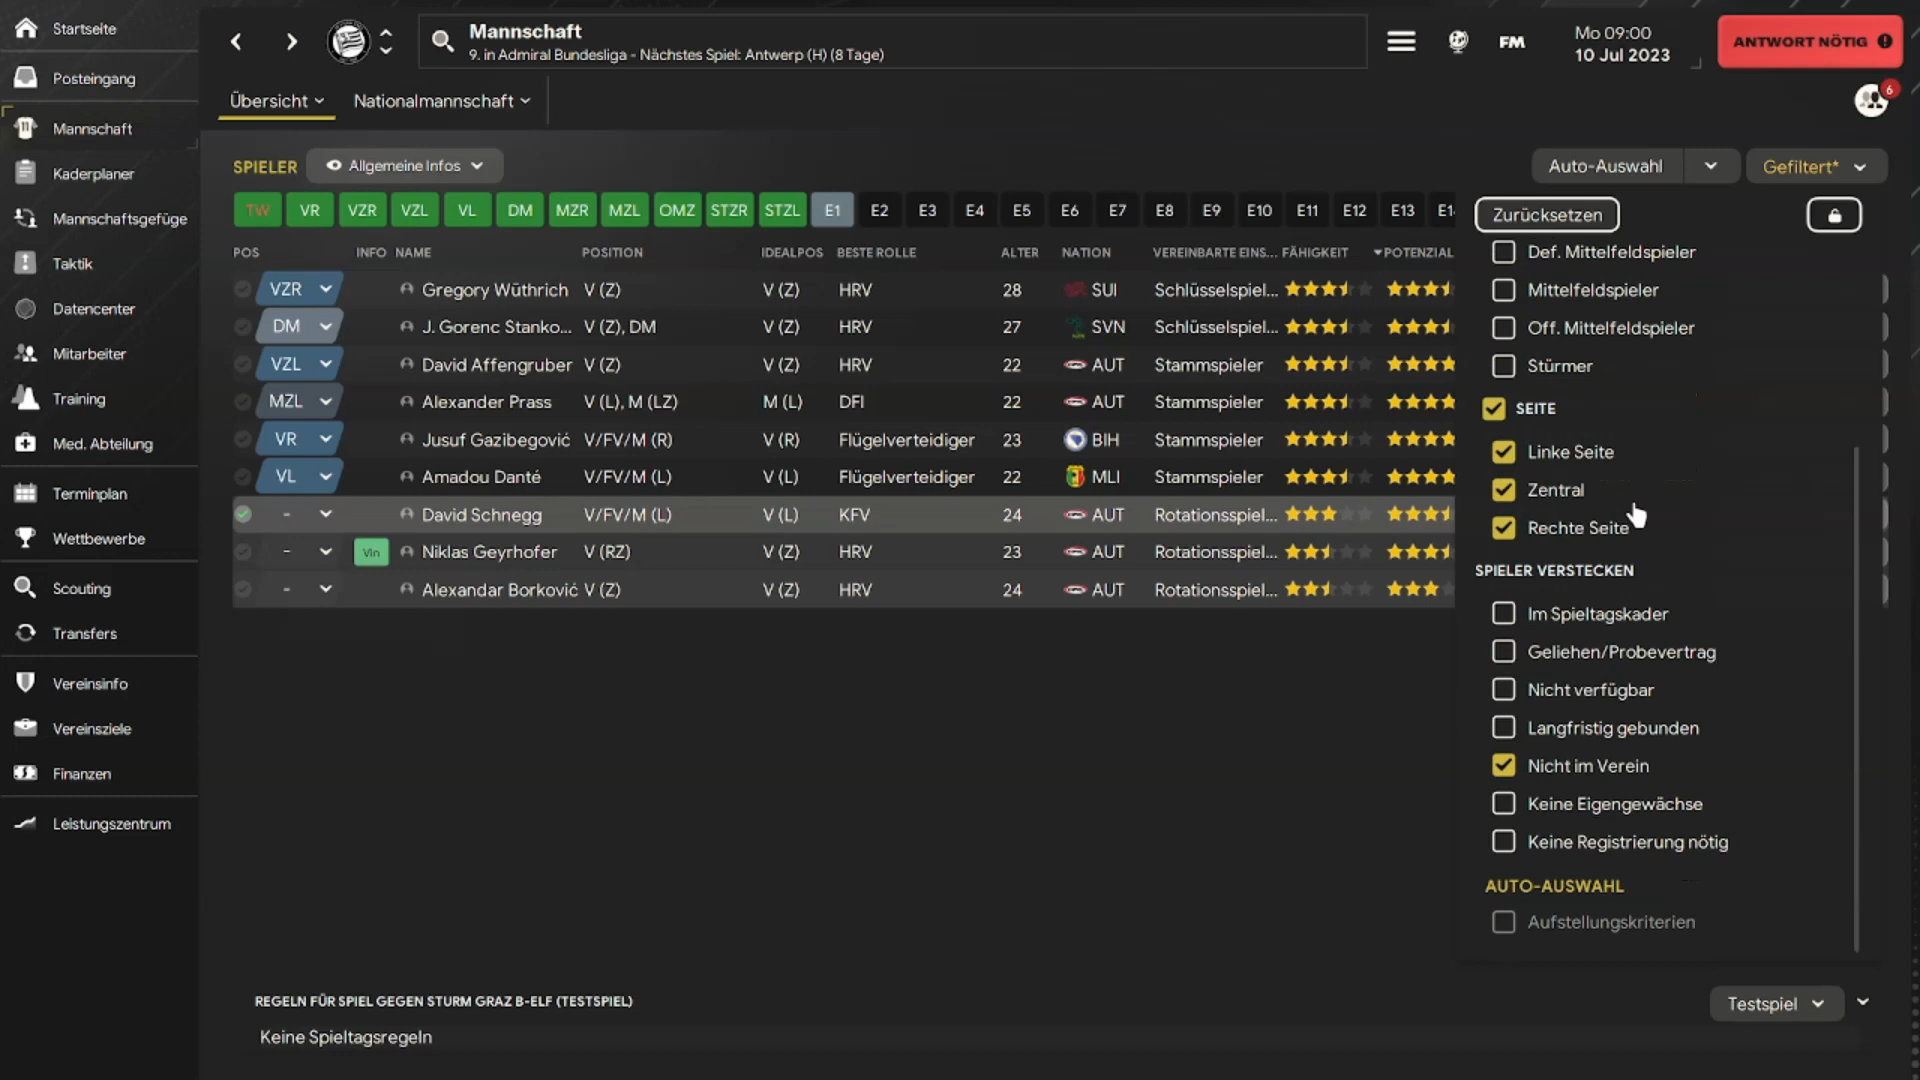 Startseite
Posteingang
Mannschaft
Kaderplaner
Mannschaftsgefüge
Taktik
Datencenter
Mitarbeiter
Training
Med. Abteilung
Terminplan
Wettbewerbe
Scouting
Transfers
Vereinsinfo
Vereinsziele
Finanzen
Leistungszentrum
Mannschaft
9. in Admiral Bundesliga - Nächstes Spiel: Antwerp (H) (8 Tage)
FM
Mo 09:00
10 Jul 2023
ANTWORT NÖTIG
6
Übersicht
Nationalmannschaft
SPIELER
Allgemeine Infos
Auto-Auswahl
Gefiltert*
TW VR VZR VZL VL DM MZR MZL OMZ STZR STZL E1 E2 E3 E4 E5 E6 E7 E8 E9 E10 E11 E12 E13
POS INFO NAME POSITION IDEALPOS BESTE ROLLE ALTER NATION VEREINBARTE EINS... FÄHIGKEIT POTENZIAL
VZR Gregory Wüthrich V (Z) V (Z) HRV 28 SUI Schlüsselspiel...
DM J. Gorenc Stanko... V (Z), DM V (Z) HRV 27 SVN Schlüsselspiel...
VZL David Affengruber V (Z) V (Z) HRV 22 AUT Stammspieler
MZL Alexander Prass V (L), M (LZ) M (L) DFI 22 AUT Stammspieler
VR Jusuf Gazibegović V/FV/M (R) V (R) Flügelverteidiger 23 BIH Stammspieler
VL Amadou Danté V/FV/M (L) V (L) Flügelverteidiger 22 MLI Stammspieler
- David Schnegg V/FV/M (L) V (L) KFV 24 AUT Rotationsspiel...
- Vin Niklas Geyrhofer V (RZ) V (Z) HRV 23 AUT Rotationsspiel...
- Alexandar Borković V (Z) V (Z) HRV 24 AUT Rotationsspiel...
Zurücksetzen
Def. Mittelfeldspieler
Mittelfeldspieler
Off. Mittelfeldspieler
Stürmer
SEITE
Linke Seite
Zentral
Rechte Seite
SPIELER VERSTECKEN
Im Spieltagskader
Geliehen/Probevertrag
Nicht verfügbar
Langfristig gebunden
Nicht im Verein
Keine Eigengewächse
Keine Registrierung nötig
AUTO-AUSWAHL
Aufstellungskriterien
REGELN FÜR SPIEL GEGEN STURM GRAZ B-ELF (TESTSPIEL)
Testspiel
Keine Spieltagsregeln